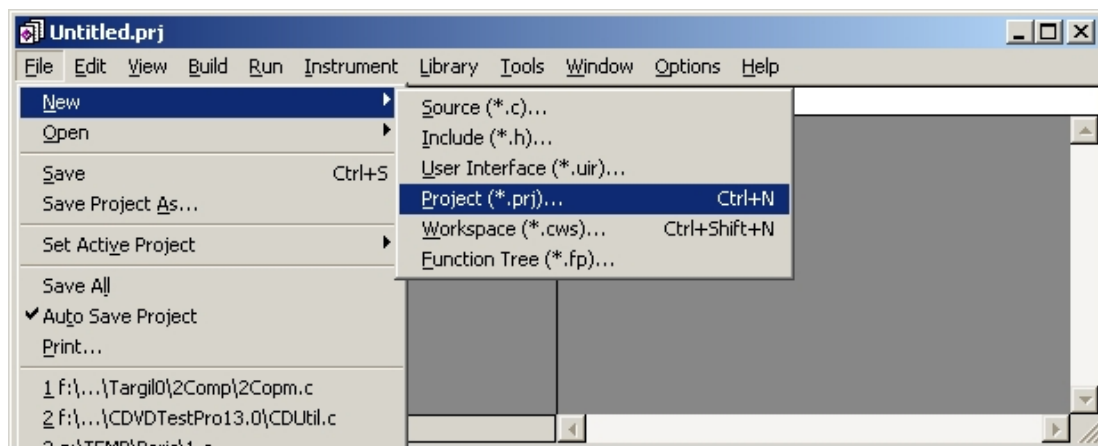 Untitled.prj
File Edit View Build Run Instrument Library Tools Window Options Help
New
Open
Save Ctrl+S
Save Project As...
Set Active Project
Save All
Auto Save Project
Print...
1 f:\...\Targil0\2Comp\2Copm.c
2 f:\...\CDVDTestPro13.0\CDUtil.c
Source (*.c)...
Include (*.h)...
User Interface (*.uir)...
Project (*.prj)... Ctrl+N
Workspace (*.cws)... Ctrl+Shift+N
Function Tree (*.fp)...